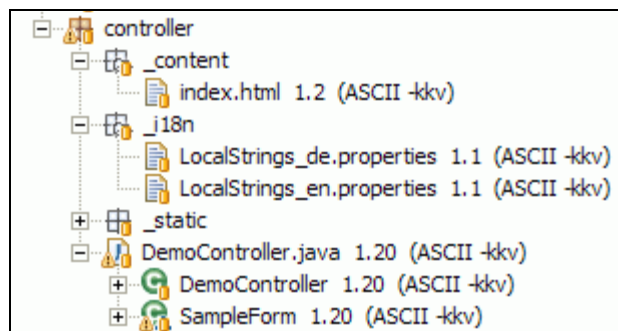 controller
_content
index.html 1.2 (ASCII -kkv)
_i18n
LocalStrings_de.properties 1.1 (ASCII -kkv)
LocalStrings_en.properties 1.1 (ASCII -kkv)
_static
DemoController.java 1.20 (ASCII -kkv)
DemoController 1.20 (ASCII -kkv)
SampleForm 1.20 (ASCII -kkv)